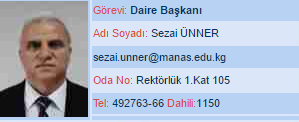 Görevi: Daire Başkanı
Adı Soyadı: Sezai ÜNNER
sezai.unner@manas.edu.kg
Oda No: Rektörlük 1.Kat 105
Tel: 492763-66 Dahili:1150